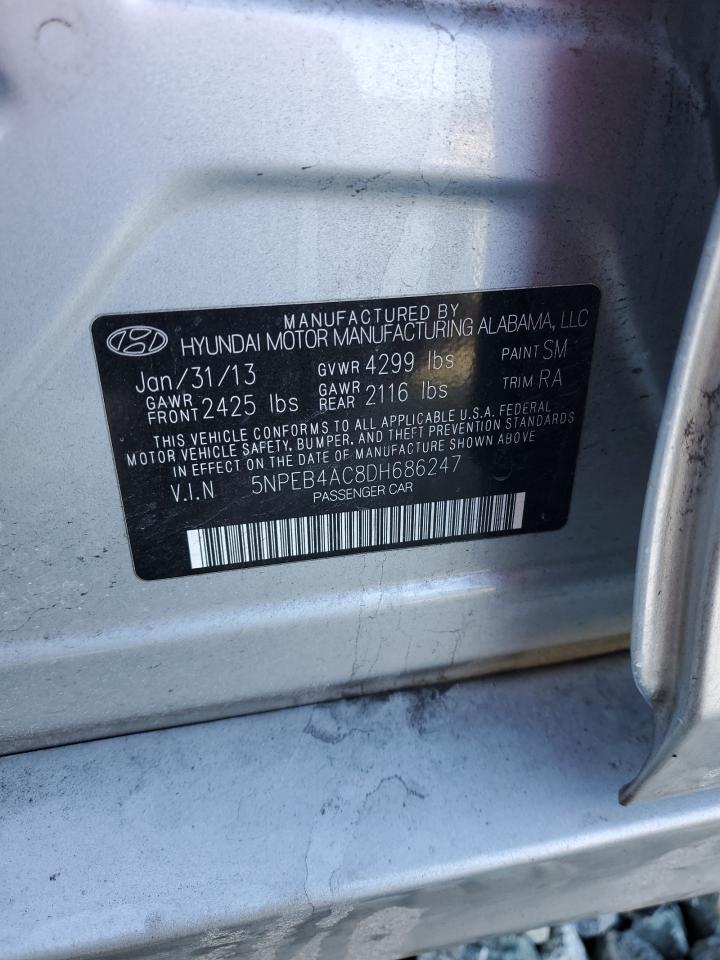 MANUFACTURED BY
HYUNDAI MOTOR MANUFACTURING ALABAMA, LLC
Jan/31/13 GVWR 4299 lbs PAINT SM
GAWR FRONT 2425 lbs GAWR REAR 2116 lbs TRIM RA
THIS VEHICLE CONFORMS TO ALL APPLICABLE U.S.A. FEDERAL
MOTOR VEHICLE SAFETY, BUMPER, AND THEFT PREVENTION STANDARDS
IN EFFECT ON THE DATE OF MANUFACTURE SHOWN ABOVE
V.I.N 5NPEB4AC8DH686247
PASSENGER CAR